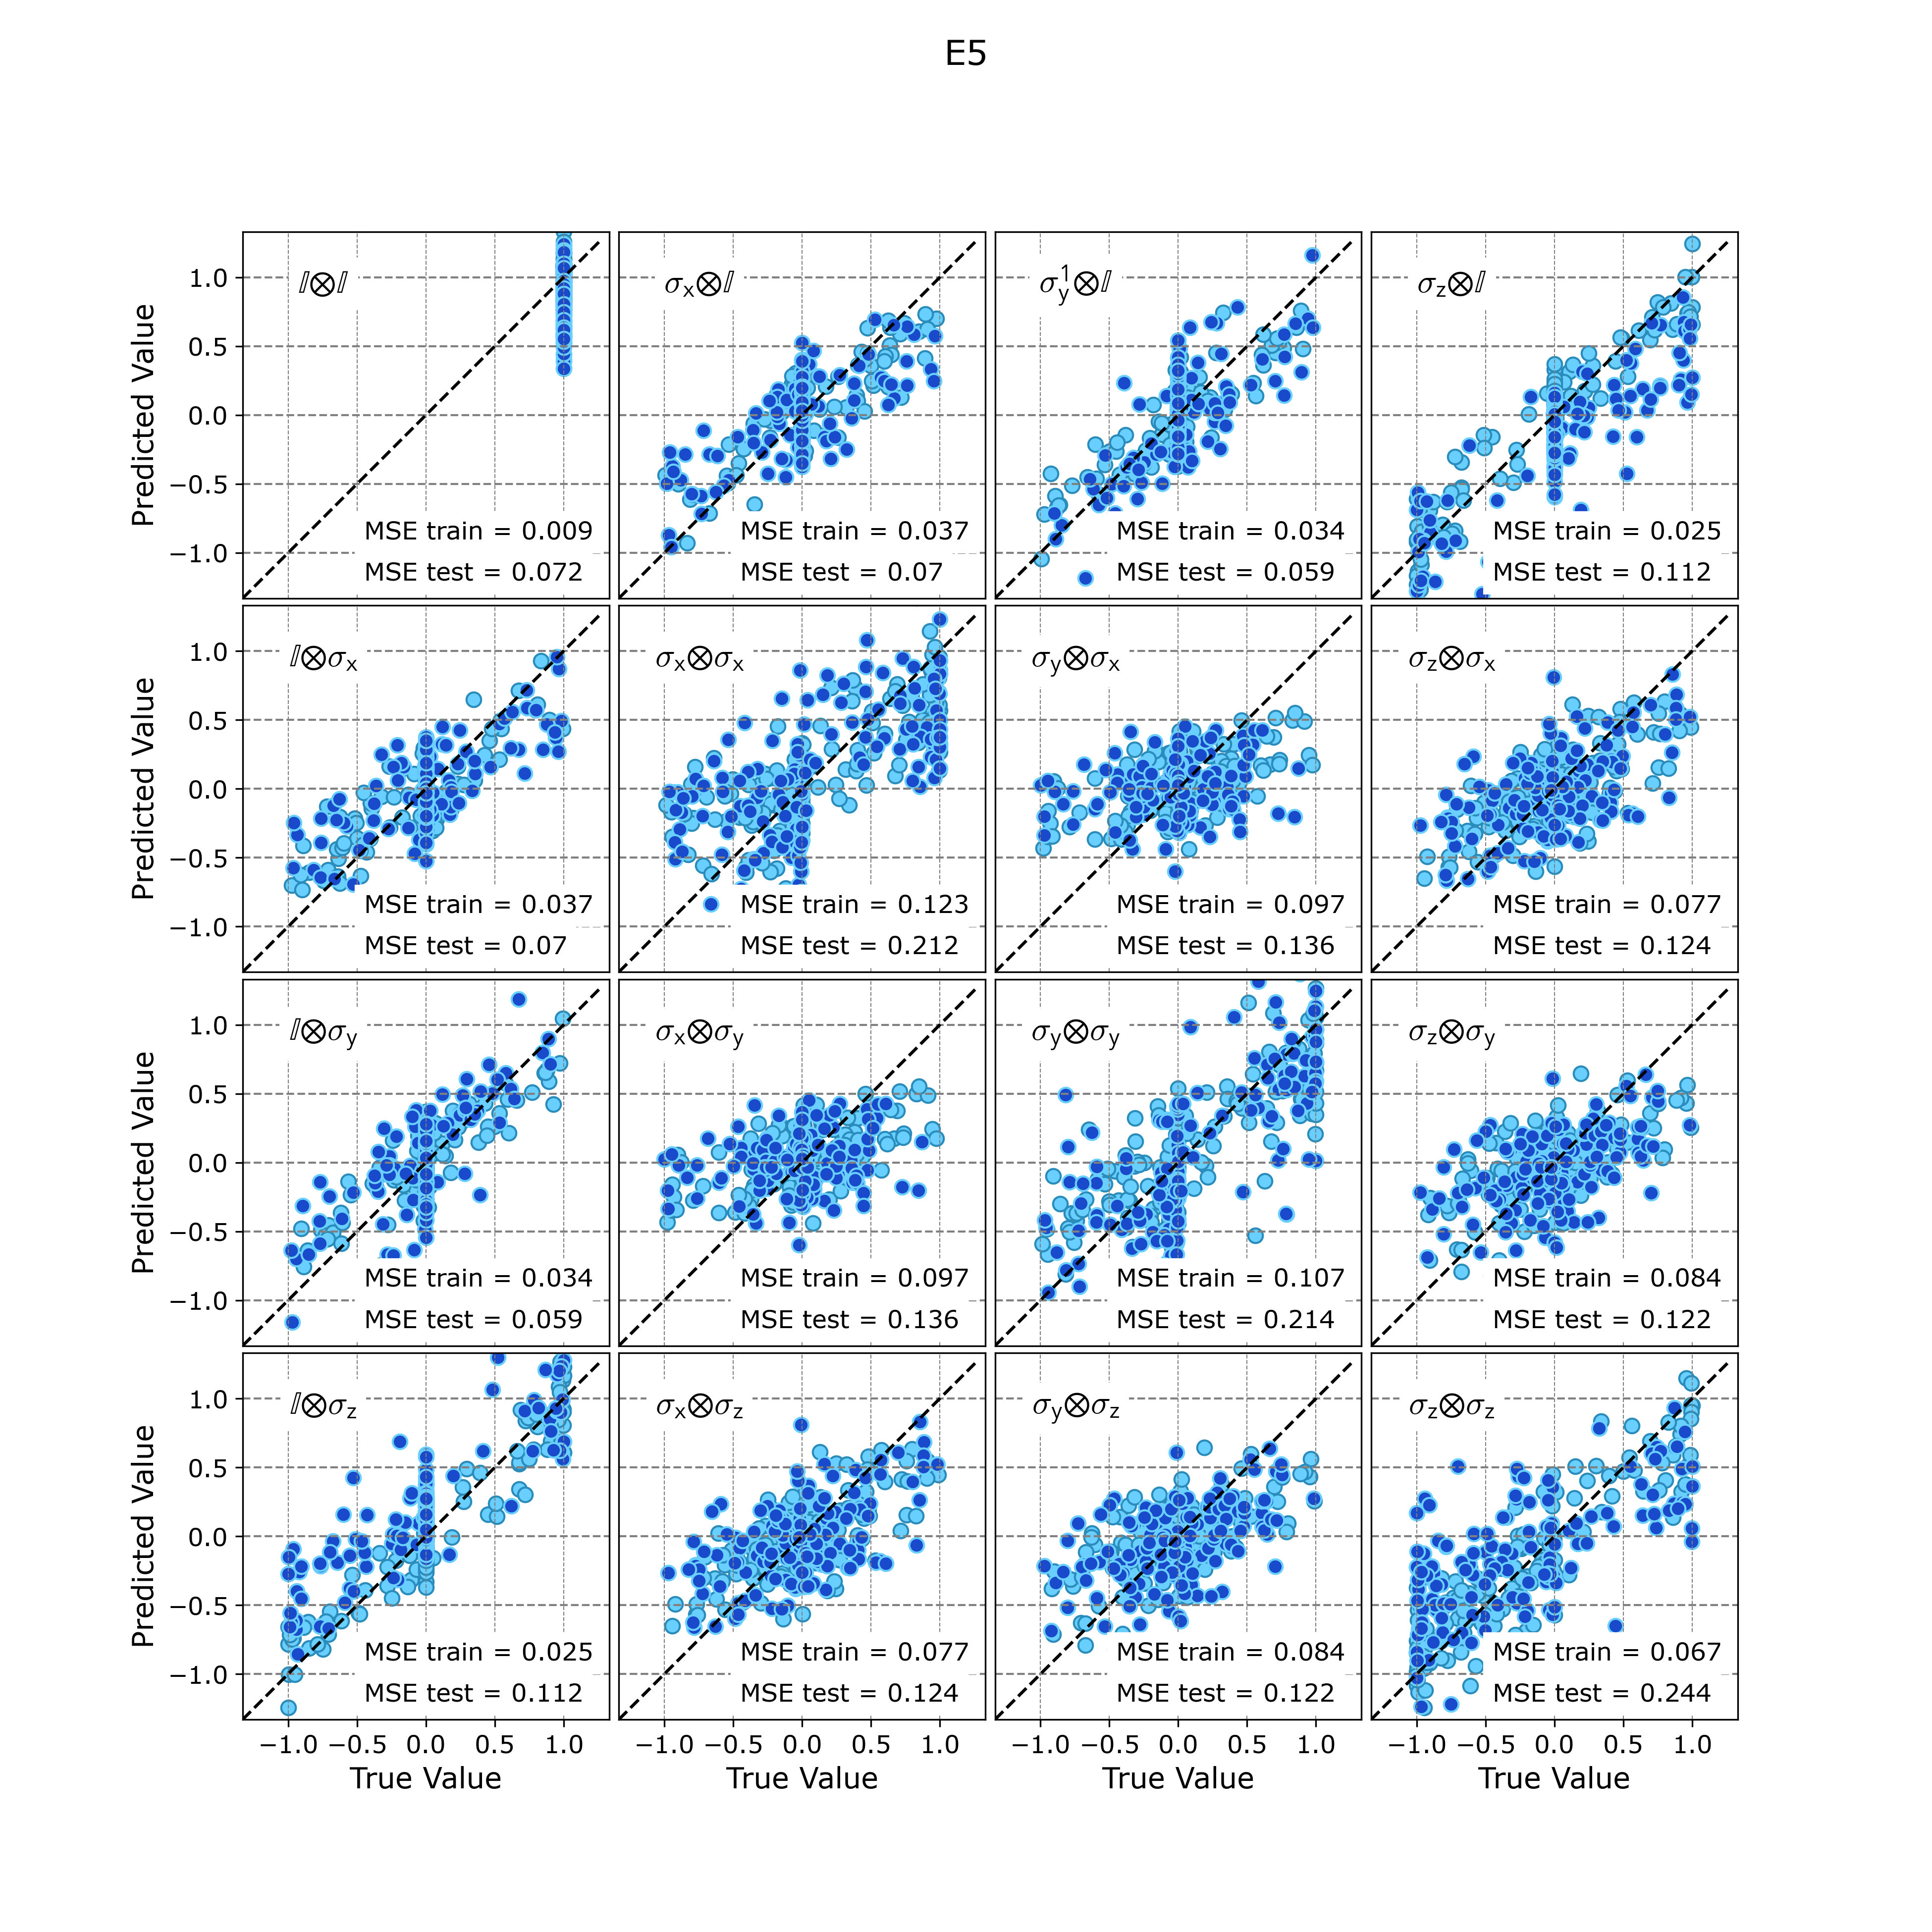 E5
Predicted Value
1.0
0.5
0.0
−0.5
−1.0
𝕀⊗𝕀
MSE train = 0.009
MSE test = 0.072
σx⊗𝕀
MSE train = 0.037
MSE test = 0.07
σy1⊗𝕀
MSE train = 0.034
MSE test = 0.059
σz⊗𝕀
MSE train = 0.025
MSE test = 0.112
Predicted Value
1.0
0.5
0.0
−0.5
−1.0
𝕀⊗σx
MSE train = 0.037
MSE test = 0.07
σx⊗σx
MSE train = 0.123
MSE test = 0.212
σy⊗σx
MSE train = 0.097
MSE test = 0.136
σz⊗σx
MSE train = 0.077
MSE test = 0.124
Predicted Value
1.0
0.5
0.0
−0.5
−1.0
𝕀⊗σy
MSE train = 0.034
MSE test = 0.059
σx⊗σy
MSE train = 0.097
MSE test = 0.136
σy⊗σy
MSE train = 0.107
MSE test = 0.214
σz⊗σy
MSE train = 0.084
MSE test = 0.122
Predicted Value
1.0
0.5
0.0
−0.5
−1.0
𝕀⊗σz
MSE train = 0.025
MSE test = 0.112
σx⊗σz
MSE train = 0.077
MSE test = 0.124
σy⊗σz
MSE train = 0.084
MSE test = 0.122
σz⊗σz
MSE train = 0.067
MSE test = 0.244
−1.0 −0.5 0.0 0.5 1.0
True Value
−1.0 −0.5 0.0 0.5 1.0
True Value
−1.0 −0.5 0.0 0.5 1.0
True Value
−1.0 −0.5 0.0 0.5 1.0
True Value